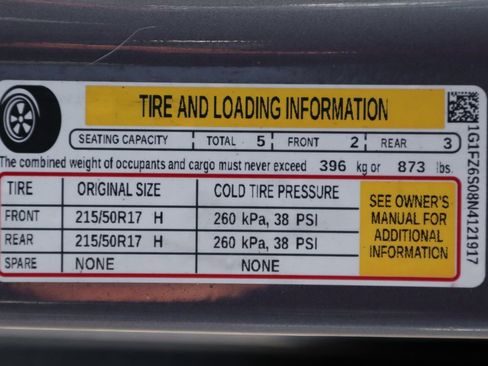 TIRE AND LOADING INFORMATION
SEATING CAPACITY TOTAL 5 FRONT 2 REAR 3
The combined weight of occupants and cargo must never exceed 396 kg or 873 lbs.
TIRE ORIGINAL SIZE COLD TIRE PRESSURE
FRONT 215/50R17 H 260 kPa, 38 PSI
REAR 215/50R17 H 260 kPa, 38 PSI
SPARE NONE NONE
SEE OWNER'S
MANUAL FOR
ADDITIONAL
INFORMATION
1G1FZ6S08N4121917